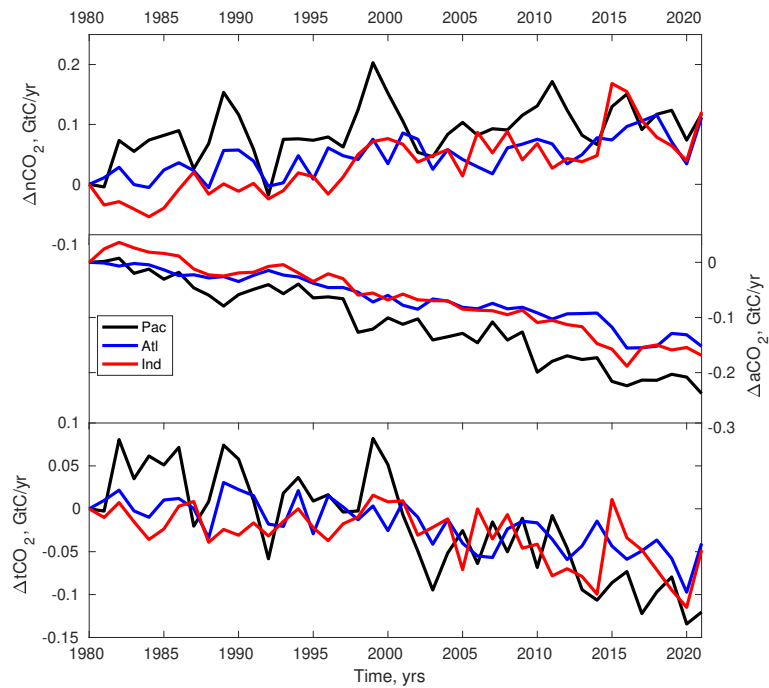 1980 1985 1990 1995 2000 2005 2010 2015 2020
0.2
0.1
0
-0.1
ΔnCO2, GtC/yr
0
-0.1
-0.2
-0.3
ΔaCO2, GtC/yr
Pac
Atl
Ind
0.1
0.05
0
-0.05
-0.1
-0.15
ΔtCO2, GtC/yr
1980 1985 1990 1995 2000 2005 2010 2015 2020
Time, yrs